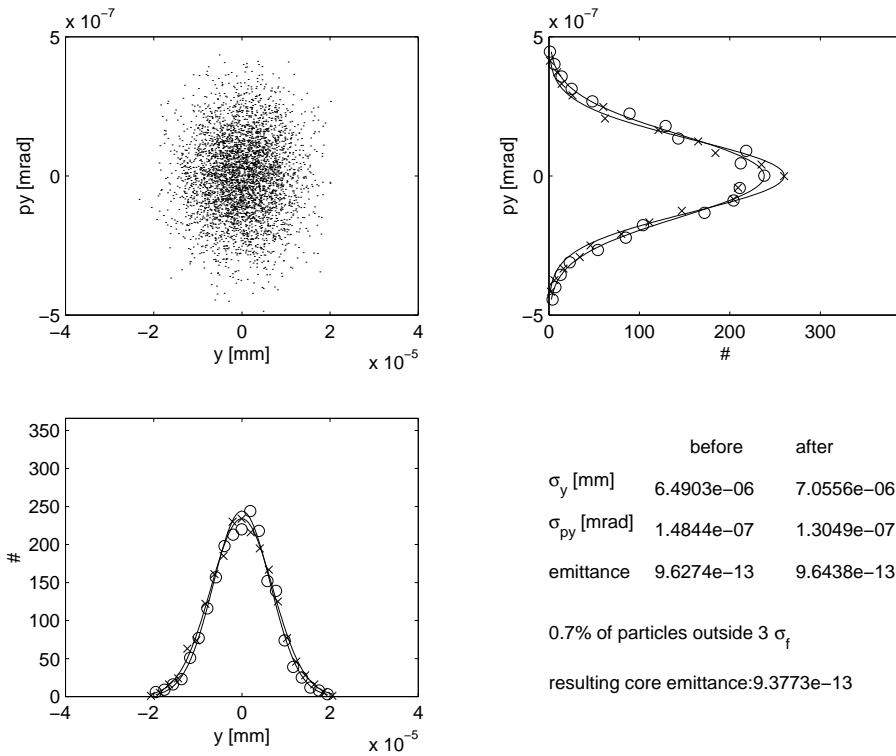 x 10−7
5
0
−5
py [mrad]
−4
−2
0
2
4
y [mm]
x 10−5
x 10−7
5
0
−5
py [mrad]
0
100
200
300
#
350
300
250
200
150
100
50
0
#
−4
−2
0
2
4
y [mm]
x 10−5
before after
σy [mm] 6.4903e−06 7.0556e−06
σpy [mrad] 1.4844e−07 1.3049e−07
emittance 9.6274e−13 9.6438e−13
0.7% of particles outside 3 σf
resulting core emittance:9.3773e−13